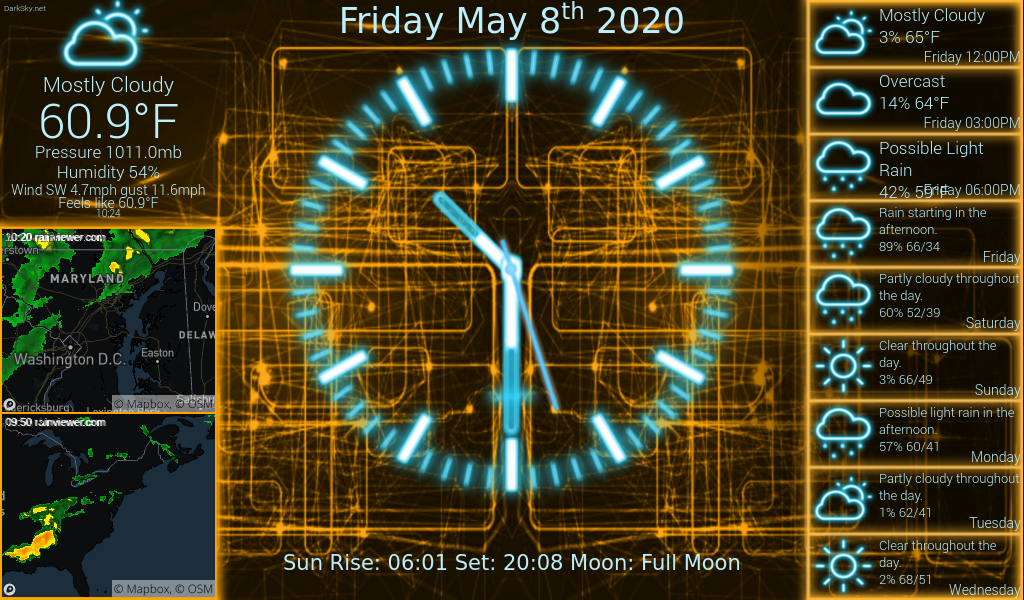 DarkSky.net
Mostly Cloudy
60.9°F
Pressure 1011.0mb
Humidity 54%
Wind SW 4.7mph gust 11.6mph
Feels like 60.9°F
10:24
10:20 rainviewer.com
rstown
MARYLAND
Dove
DELAW
Washington D.C.
Easton
Salisbury
dericksburg
© Mapbox, © OSM
09:50 rainviewer.com
© Mapbox, © OSM
Friday May 8th 2020
Sun Rise: 06:01 Set: 20:08 Moon: Full Moon
Mostly Cloudy
3% 65°F
Friday 12:00PM
Overcast
14% 64°F
Friday 03:00PM
Possible Light
Rain
42% 59°F
Friday 06:00PM
Rain starting in the
afternoon.
89% 66/34
Friday
Partly cloudy throughout
the day.
60% 52/39
Saturday
Clear throughout the
day.
3% 66/49
Sunday
Possible light rain in the
afternoon.
57% 60/41
Monday
Partly cloudy throughout
the day.
1% 62/41
Tuesday
Clear throughout the
day.
2% 68/51
Wednesday